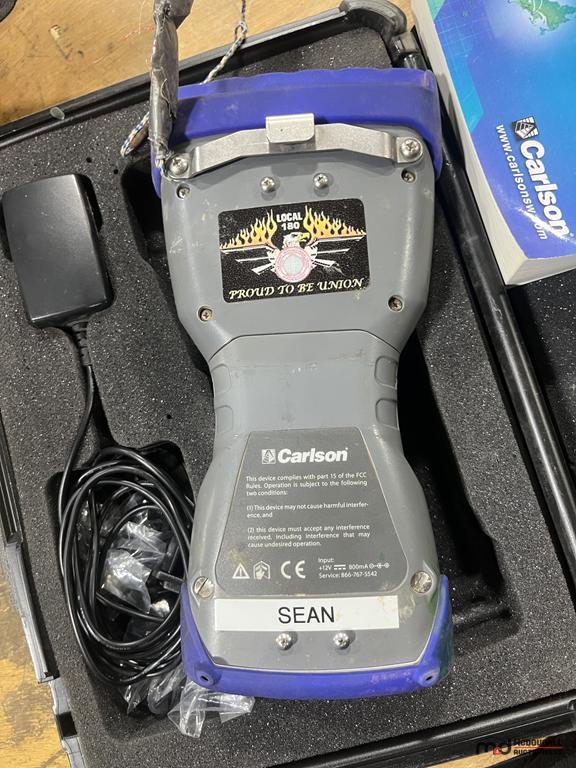 LOCAL
180
PROUD TO BE UNION
Carlson
www.carlsonsw.com
Carlson
This device complies with part 15 of the FCC
Rules. Operation is subject to the following
two conditions:
(1) This device may not cause harmful interfer-
ence, and
(2) this device must accept any interference
received, including interference that may
cause undesired operation.
CE
Input:
+12V 800mA
Service: 866-767-5542
SEAN